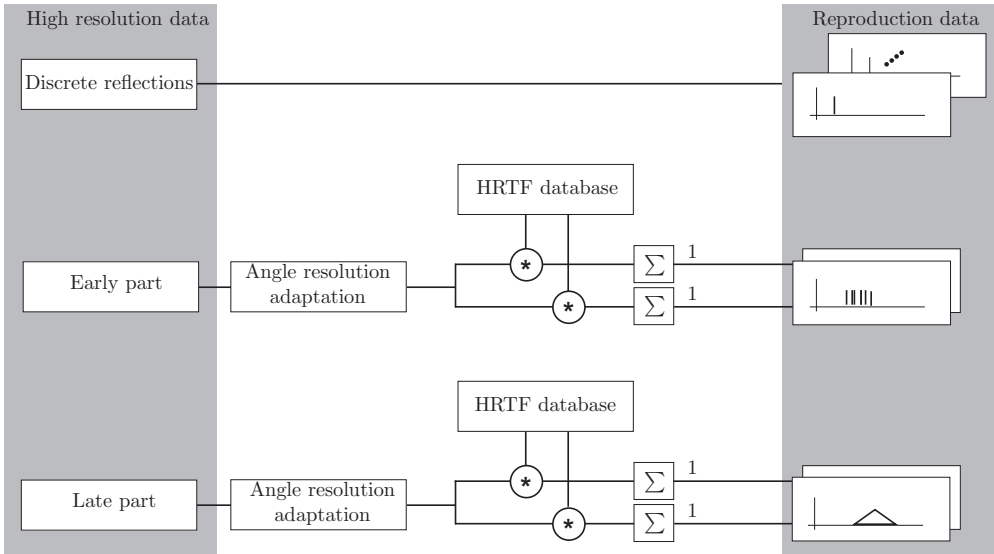 High resolution data
Reproduction data
Discrete reflections
HRTF database
Early part
Angle resolution
adaptation
*
*
∑
1
∑
1
HRTF database
Late part
Angle resolution
adaptation
*
*
∑
1
∑
1